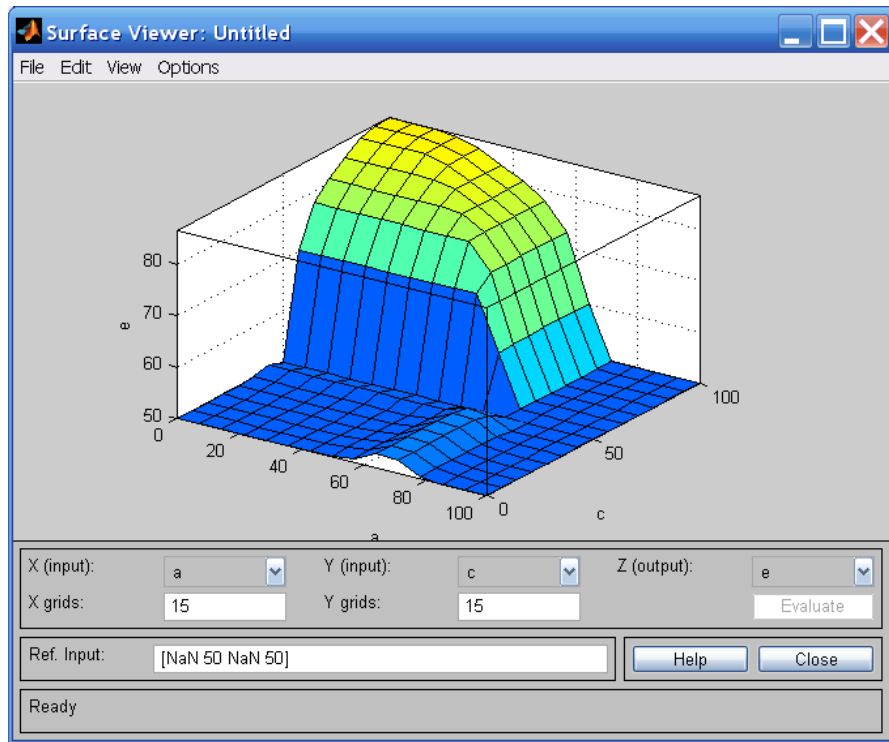 Surface Viewer: Untitled
File Edit View Options
80
70
60
50
e
0
20
40
60
80
100
a
0
50
100
c
X (input): a Y (input): c Z (output): e
X grids: 15 Y grids: 15 Evaluate
Ref. Input: [NaN 50 NaN 50] Help Close
Ready